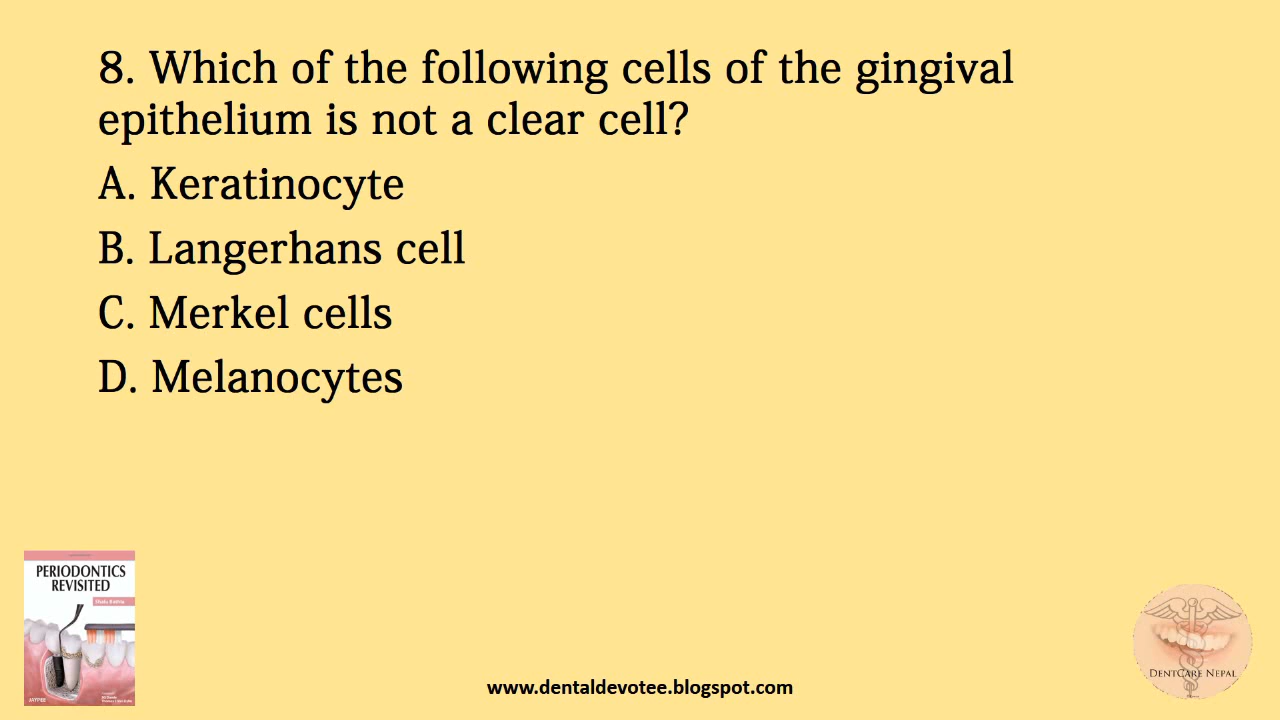 8. Which of the following cells of the gingival
epithelium is not a clear cell?
A. Keratinocyte
B. Langerhans cell
C. Merkel cells
D. Melanocytes
PERIODONTICS
REVISITED
www.dentaldevotee.blogspot.com
DENTCARE NEPAL